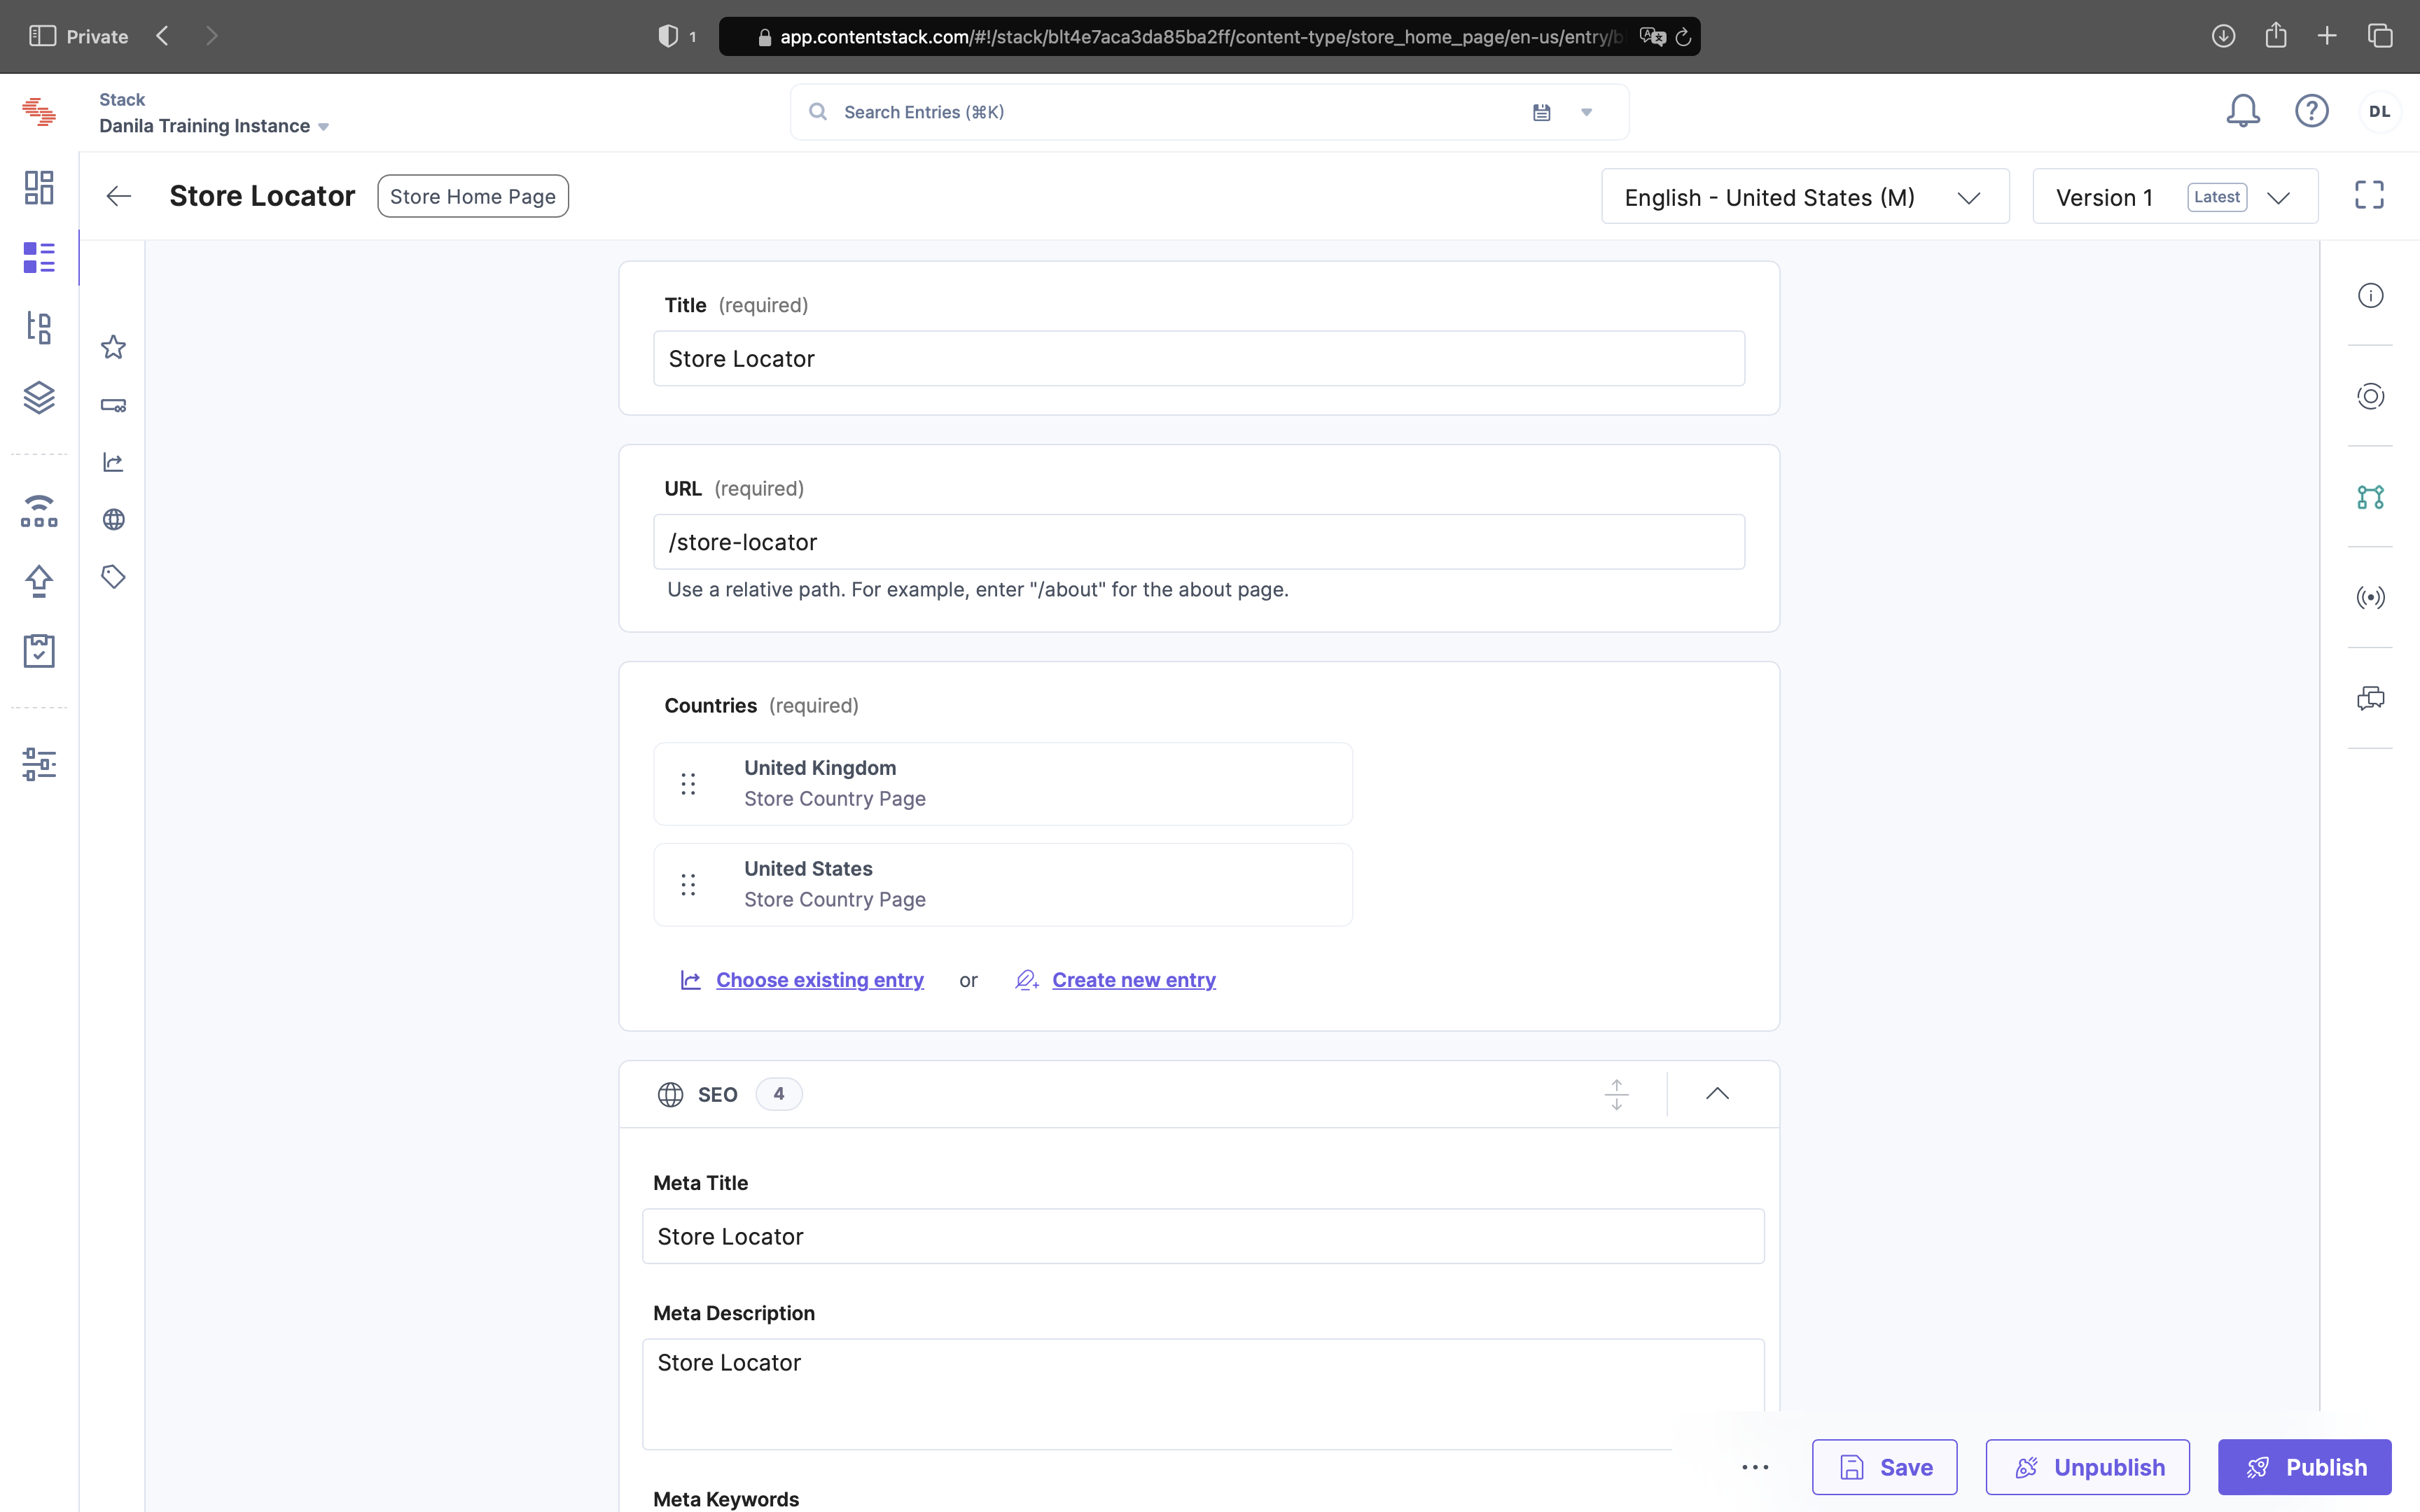 Private
1
app.contentstack.com/#!/stack/blt4e7aca3da85ba2ff/content-type/store_home_page/en-us/entry/b
Stack
Danila Training Instance
Search Entries (⌘K)
DL
Store Locator
Store Home Page
English - United States (M)
Version 1
Latest
Title (required)
Store Locator
URL (required)
/store-locator
Use a relative path. For example, enter "/about" for the about page.
Countries (required)
United Kingdom
Store Country Page
United States
Store Country Page
Choose existing entry or Create new entry
SEO 4
Meta Title
Store Locator
Meta Description
Store Locator
Meta Keywords
Save
Unpublish
Publish